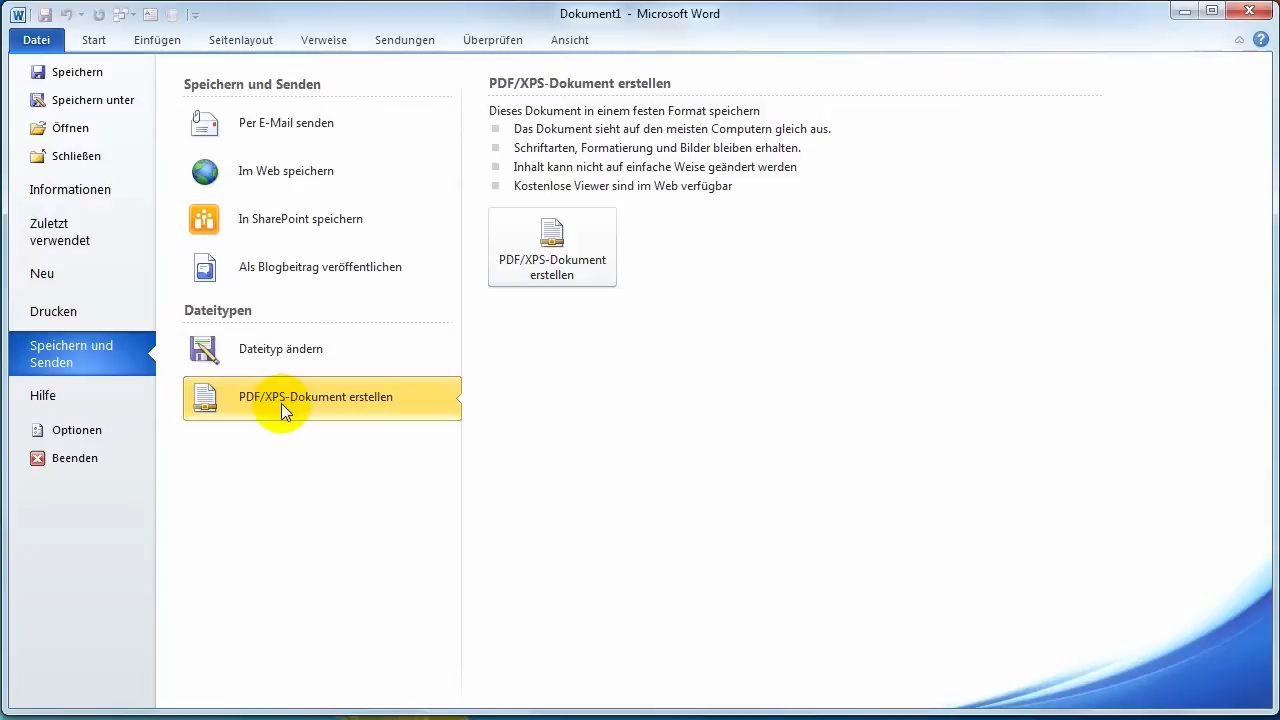 Dokument1 - Microsoft Word
Datei Start Einfügen Seitenlayout Verweise Sendungen Überprüfen Ansicht
Speichern
Speichern unter
Öffnen
Schließen
Informationen
Zuletzt
verwendet
Neu
Drucken
Speichern und
Senden
Hilfe
Optionen
Beenden
Speichern und Senden
Per E-Mail senden
Im Web speichern
In SharePoint speichern
Als Blogbeitrag veröffentlichen
Dateitypen
Dateityp ändern
PDF/XPS-Dokument erstellen
PDF/XPS-Dokument erstellen
Dieses Dokument in einem festen Format speichern
Das Dokument sieht auf den meisten Computern gleich aus.
Schriftarten, Formatierung und Bilder bleiben erhalten.
Inhalt kann nicht auf einfache Weise geändert werden
Kostenlose Viewer sind im Web verfügbar
PDF/XPS-Dokument
erstellen